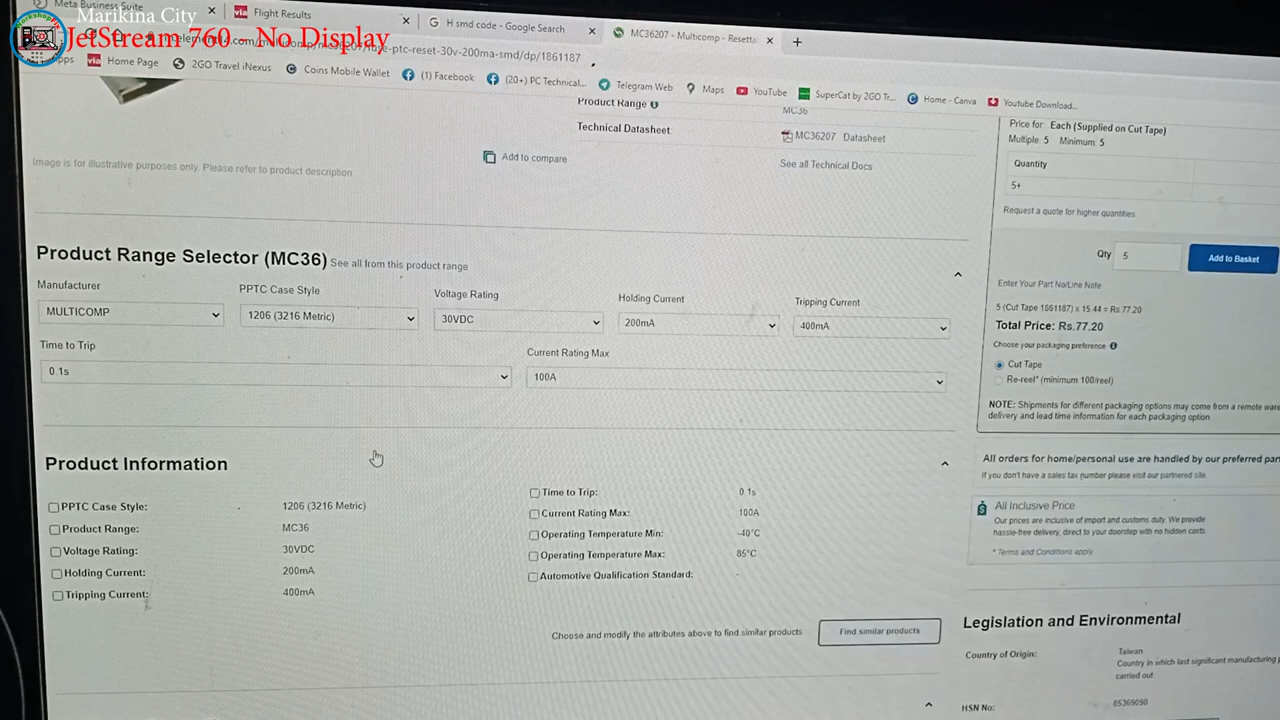 Meta Business Suite
Marikina City
JetStream 760 - No Display
Flight Results
H smd code - Google Search
MC36207 - Multicomp - Resetta
-ptc-reset-30v-200ma-smd/dp/1861187
Home Page
2GO Travel iNexus
Coins Mobile Wallet
(1) Facebook
(20+) PC Technical...
Telegram Web
Maps
YouTube
SuperCat by 2GO Tr...
Home - Canva
Youtube Download...
Product Range
MC36
Technical Datasheet
MC36207 Datasheet
See all Technical Docs
Add to compare
Image is for illustrative purposes only. Please refer to product description.
Price for: Each (Supplied on Cut Tape)
Multiple: 5 Minimum: 5
Quantity
5+
Request a quote for higher quantities
Qty 5
Add to Basket
Enter Your Part No/Line Note
5 (Cut Tape 1861187) x 15.44 = Rs.77.20
Total Price: Rs.77.20
Choose your packaging preference
Cut Tape
Re-reel* (minimum 100/reel)
NOTE: Shipments for different packaging options may come from a remote ware
delivery and lead time information for each packaging option
Product Range Selector (MC36) See all from this product range
Manufacturer
MULTICOMP
PPTC Case Style
1206 (3216 Metric)
Voltage Rating
30VDC
Holding Current
200mA
Tripping Current
400mA
Time to Trip
0.1s
Current Rating Max
100A
Product Information
PPTC Case Style: 1206 (3216 Metric)
Product Range: MC36
Voltage Rating: 30VDC
Holding Current: 200mA
Tripping Current: 400mA
Time to Trip: 0.1s
Current Rating Max: 100A
Operating Temperature Min: -40°C
Operating Temperature Max: 85°C
Automotive Qualification Standard: -
Choose and modify the attributes above to find similar products
Find similar products
All orders for home/personal use are handled by our preferred par
If you don't have a sales tax number please visit our partnered site.
All Inclusive Price
Our prices are inclusive of import and customs duty. We provide
hassle-free delivery, direct to your doorstep with no hidden costs.
* Terms and Conditions apply.
Legislation and Environmental
Country of Origin:
Taiwan
Country in which last significant manufacturing p
carried out
HSN No:
85369090